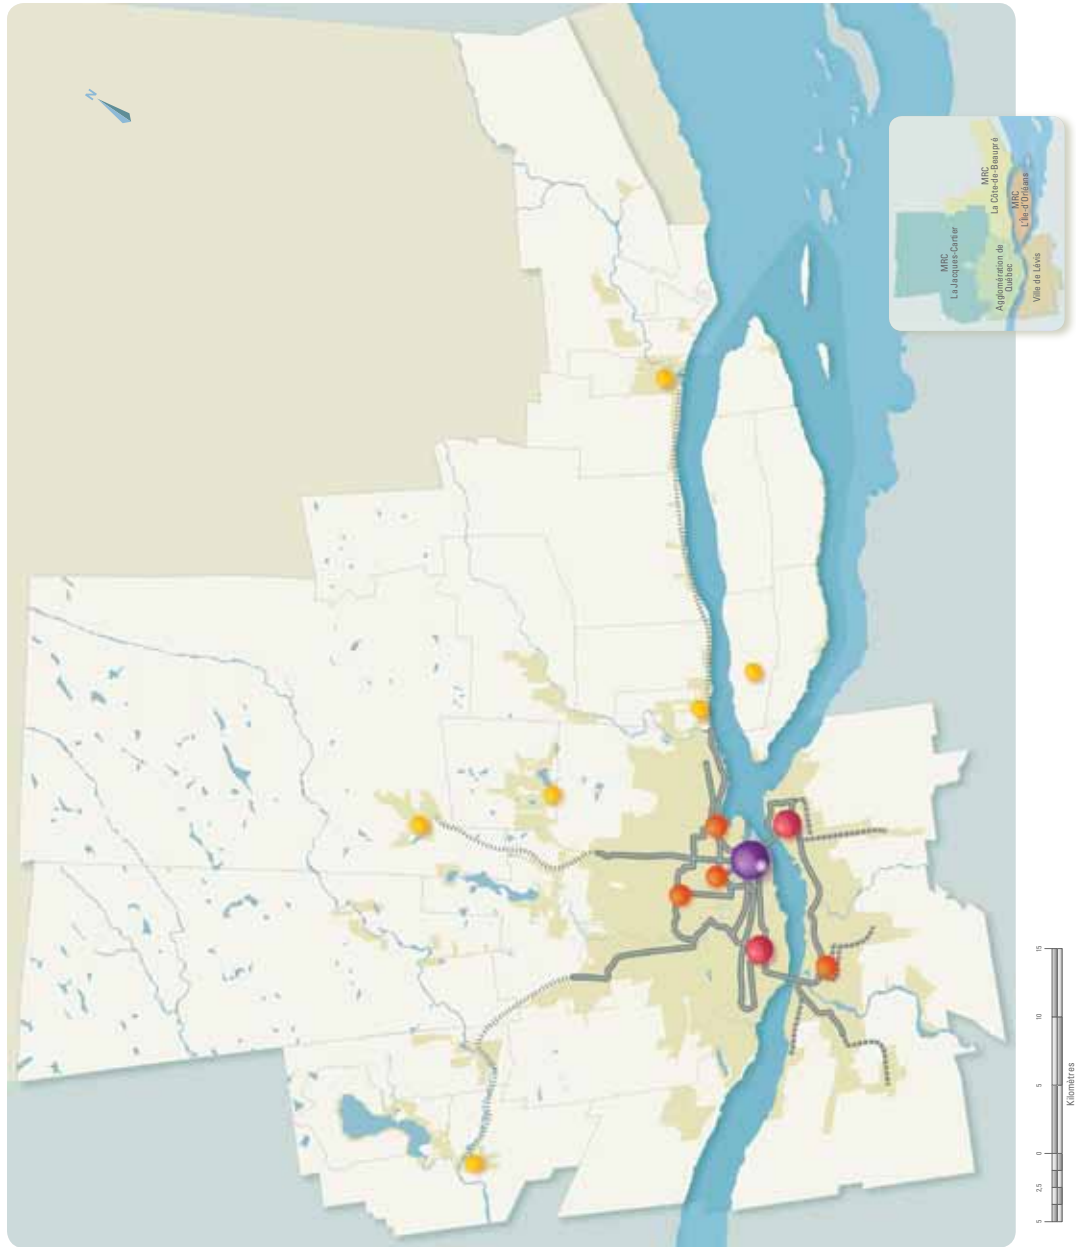 N
MRC
La Côte-de-Beaupré
MRC
L'Île-d'Orléans
MRC
La Jacques-Cartier
Agglomération de
Québec
Ville de Lévis
5 2,5 0 5 10 15
Kilomètres